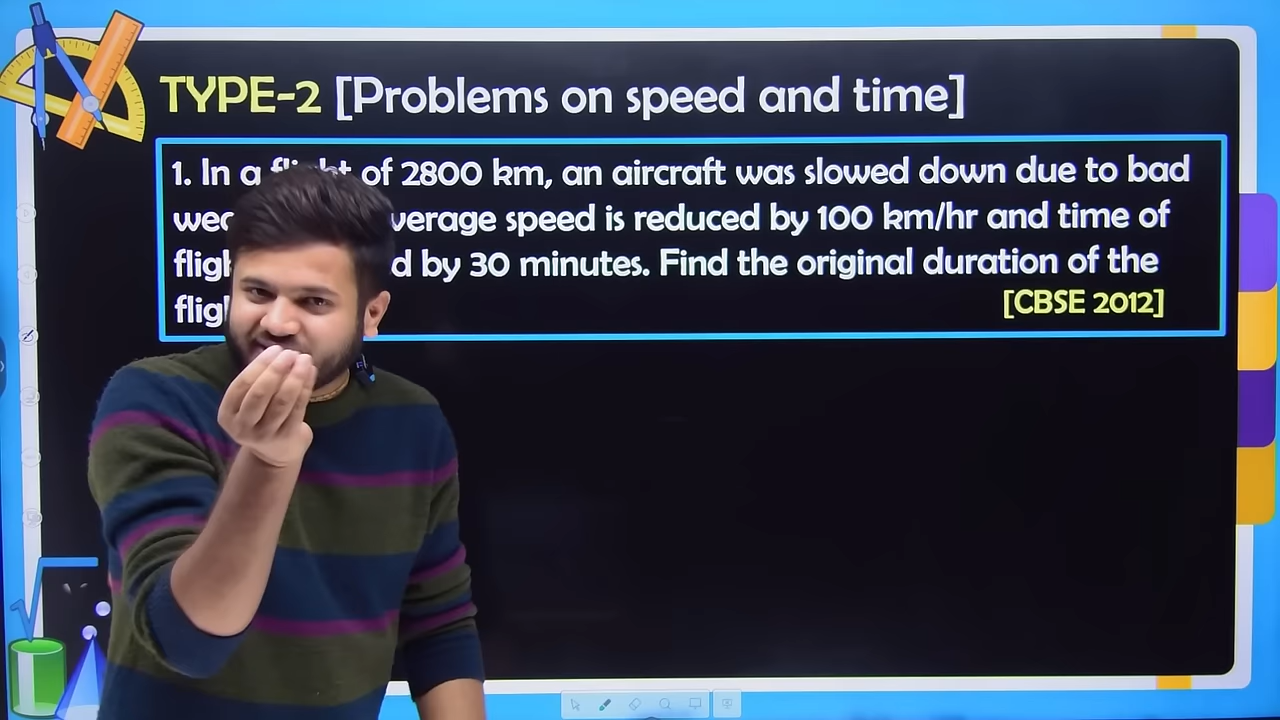 TYPE-2 [Problems on speed and time]
1. In a flight of 2800 km, an aircraft was slowed down due to bad
average speed is reduced by 100 km/hr and time of
by 30 minutes. Find the original duration of the
[CBSE 2012]